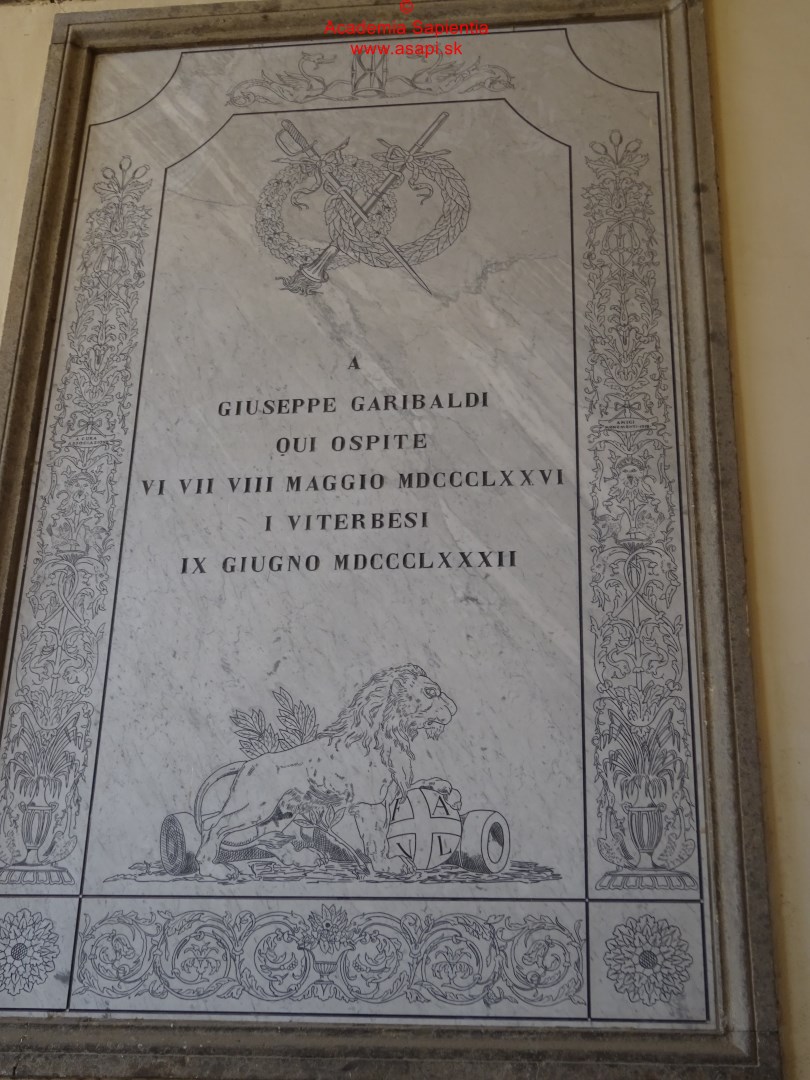 ©
Academia Sapientia
www.asapi.sk
A
GIUSEPPE GARIBALDI
QUI OSPITE
VI VII VIII MAGGIO MDCCCLXXVI
I VITERBESI
IX GIUGNO MDCCCLXXXII
F A
V L